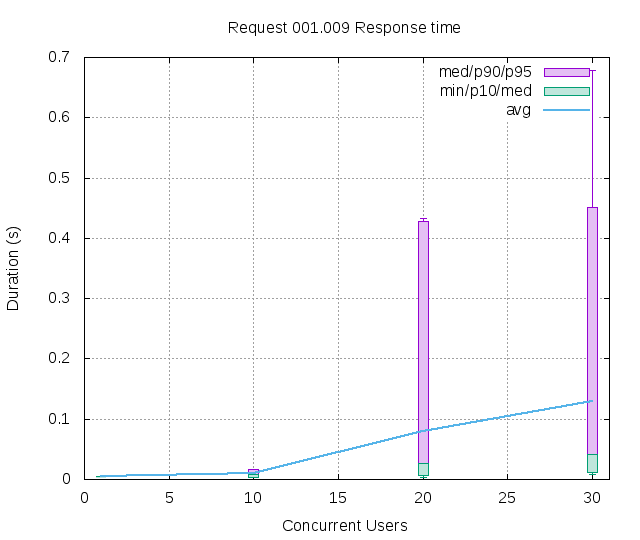 Request 001.009 Response time
0.7
0.6
0.5
0.4
0.3
0.2
0.1
0
Duration (s)
med/p90/p95
min/p10/med
avg
0 5 10 15 20 25 30
Concurrent Users